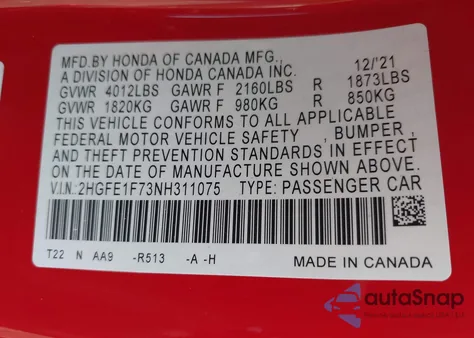 MFD.BY HONDA OF CANADA MFG., 12/'21
A DIVISION OF HONDA CANADA INC.
GVWR 4012LBS GAWR F 2160LBS R 1873LBS
GVWR 1820KG GAWR F 980KG R 850KG
THIS VEHICLE CONFORMS TO ALL APPLICABLE
FEDERAL MOTOR VEHICLE SAFETY , BUMPER,
AND THEFT PREVENTION STANDARDS IN EFFECT
ON THE DATE OF MANUFACTURE SHOWN ABOVE.
V.I.N.: 2HGFE1F73NH311075 TYPE: PASSENGER CAR
T22 N AA9 -R513 -A -H MADE IN CANADA
autaSnap